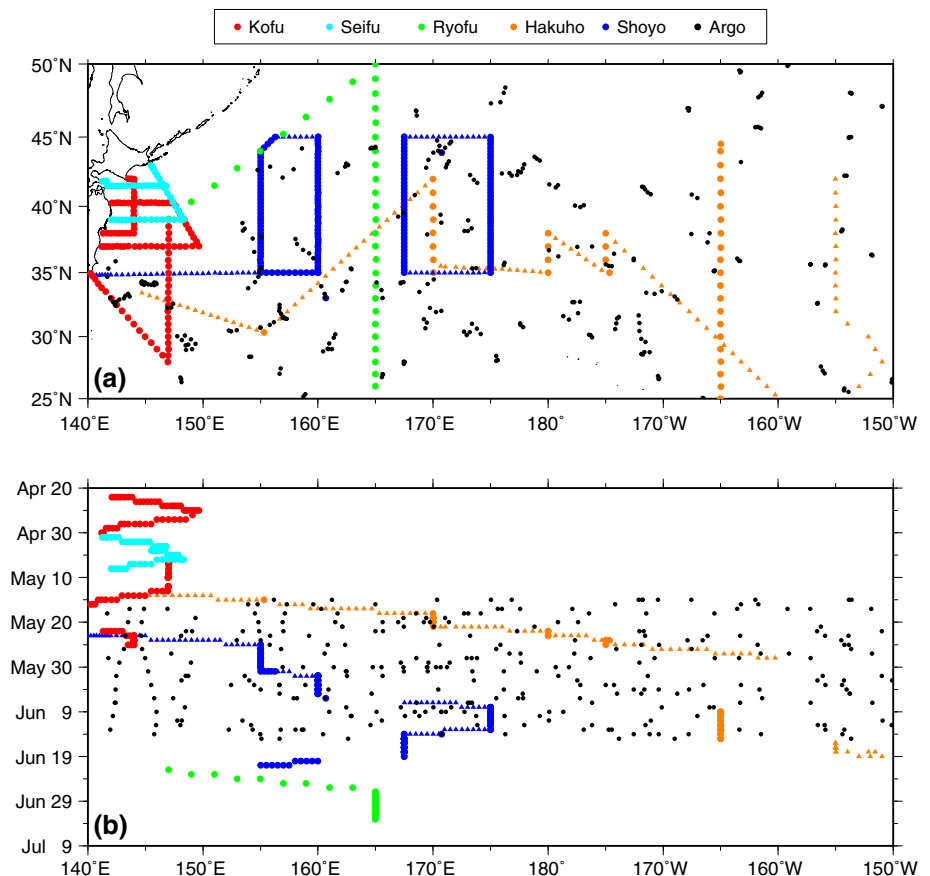 Kofu Seifu Ryofu Hakuho Shoyo Argo
50˚N
45˚N
40˚N
35˚N
30˚N
25˚N
(a)
140˚E 150˚E 160˚E 170˚E 180˚ 170˚W 160˚W 150˚W
Apr 20
Apr 30
May 10
May 20
May 30
Jun 9
Jun 19
Jun 29
Jul 9
(b)
140˚E 150˚E 160˚E 170˚E 180˚ 170˚W 160˚W 150˚W